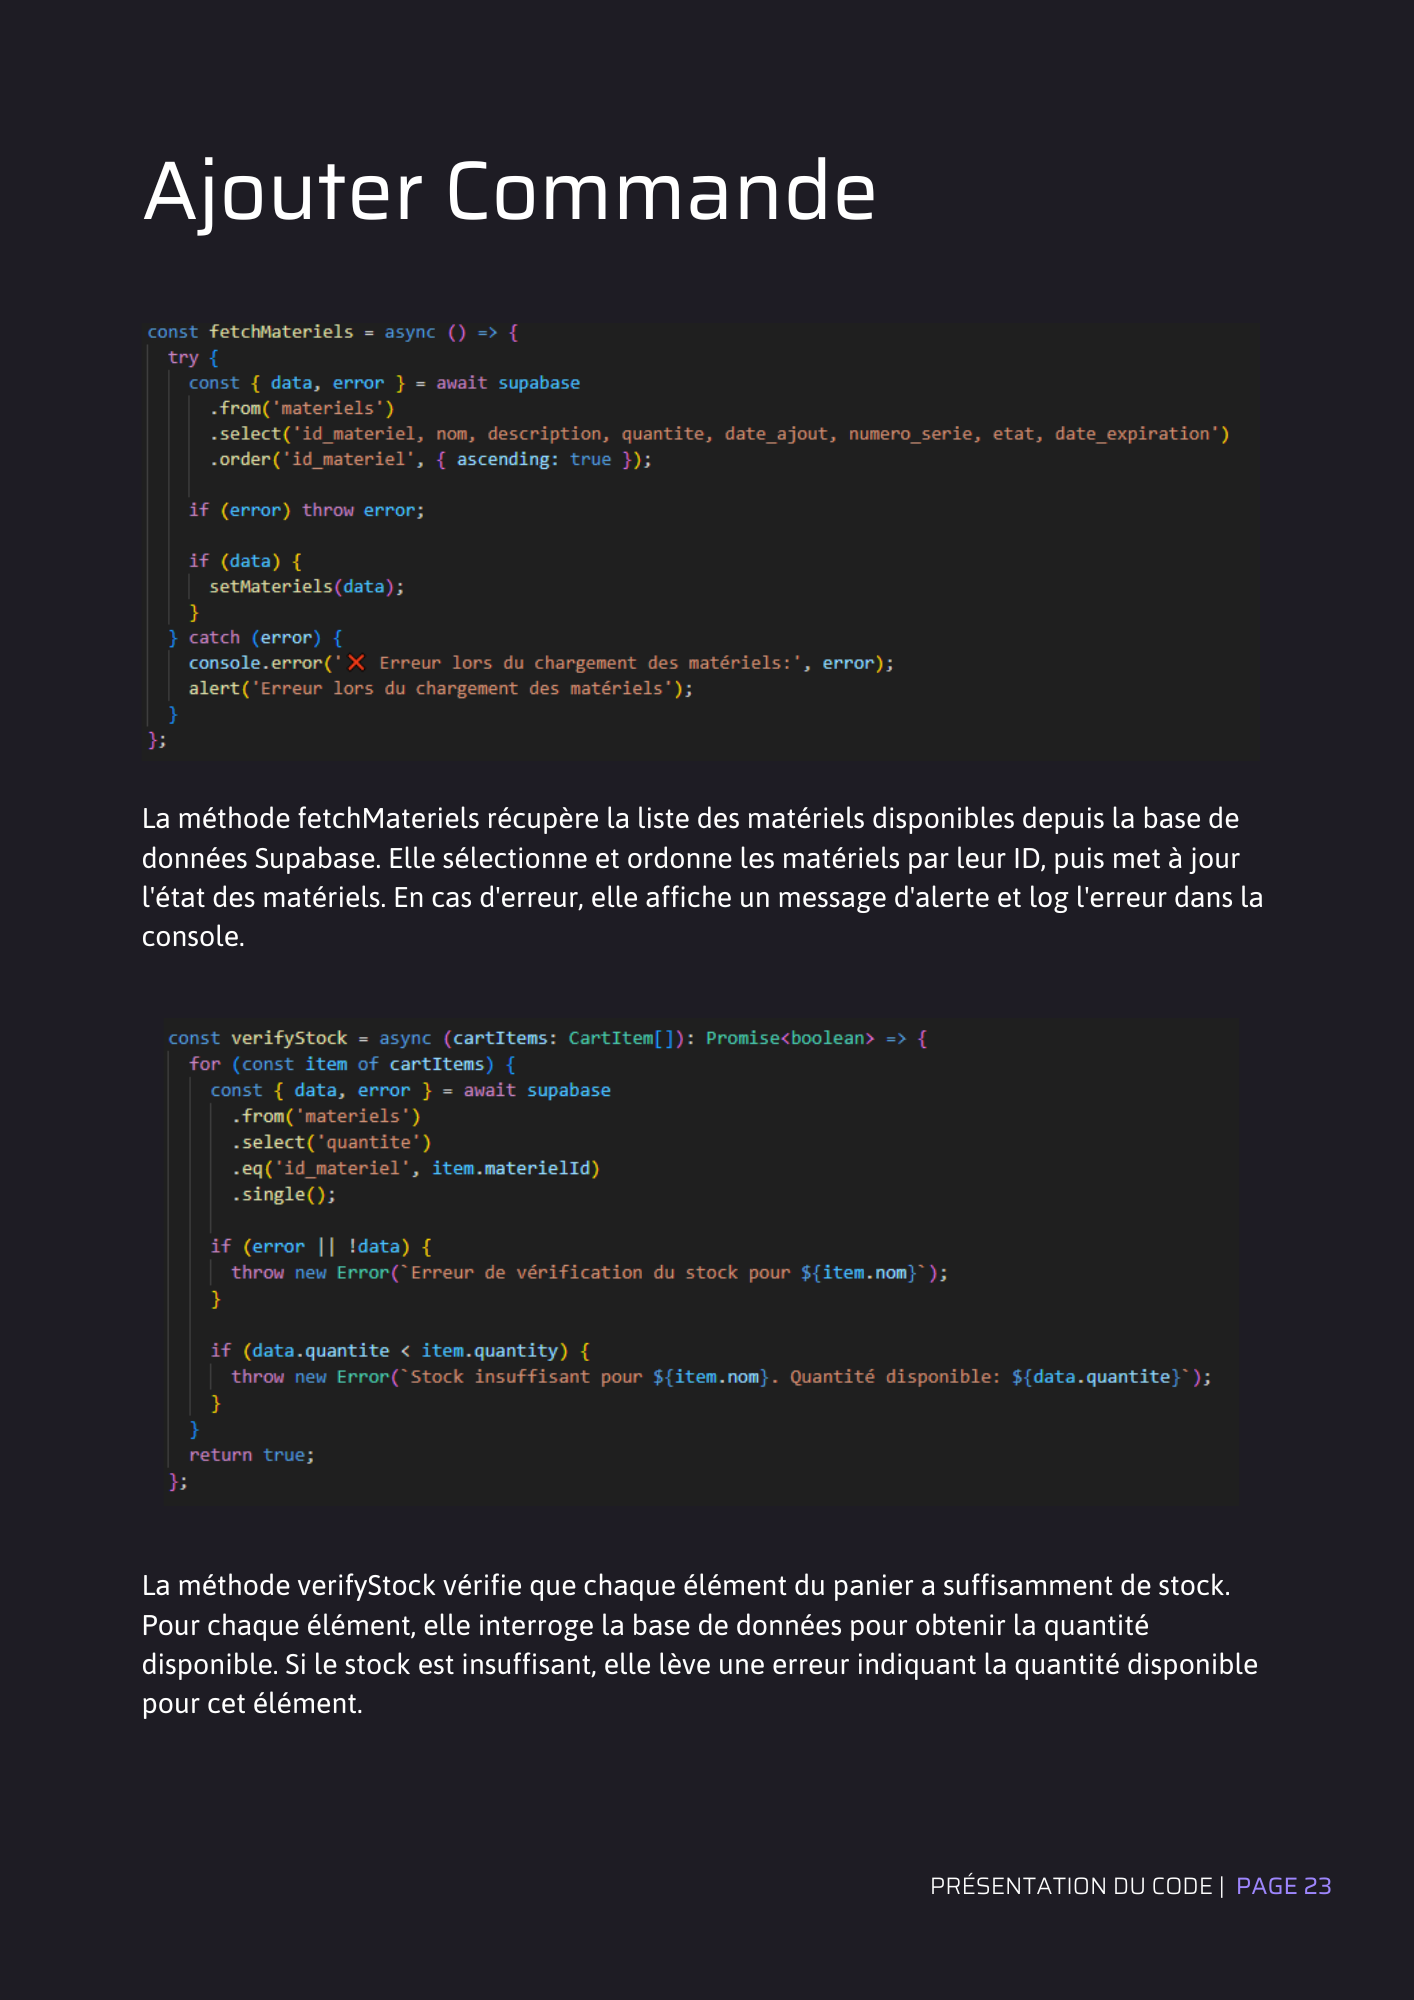 Ajouter Commande
const fetchMateriels = async () => {
try {
const { data, error } = await supabase
.from('materiels')
.select('id_materiel, nom, description, quantite, date_ajout, numero_serie, etat, date_expiration')
.order('id_materiel', { ascending: true });
if (error) throw error;
if (data) {
setMateriels(data);
}
} catch (error) {
console.error('❌ Erreur lors du chargement des matériels:', error);
alert('Erreur lors du chargement des matériels');
}
};
La méthode fetchMateriels récupère la liste des matériels disponibles depuis la base de
données Supabase. Elle sélectionne et ordonne les matériels par leur ID, puis met à jour
l'état des matériels. En cas d'erreur, elle affiche un message d'alerte et log l'erreur dans la
console.
const verifyStock = async (cartItems: CartItem[]): Promise<boolean> => {
for (const item of cartItems) {
const { data, error } = await supabase
.from('materiels')
.select('quantite')
.eq('id_materiel', item.materielId)
.single();
if (error || !data) {
throw new Error(`Erreur de vérification du stock pour ${item.nom}`);
}
if (data.quantite < item.quantity) {
throw new Error(`Stock insuffisant pour ${item.nom}. Quantité disponible: ${data.quantite}`);
}
}
return true;
};
La méthode verifyStock vérifie que chaque élément du panier a suffisamment de stock.
Pour chaque élément, elle interroge la base de données pour obtenir la quantité
disponible. Si le stock est insuffisant, elle lève une erreur indiquant la quantité disponible
pour cet élément.
PRÉSENTATION DU CODE | PAGE 23